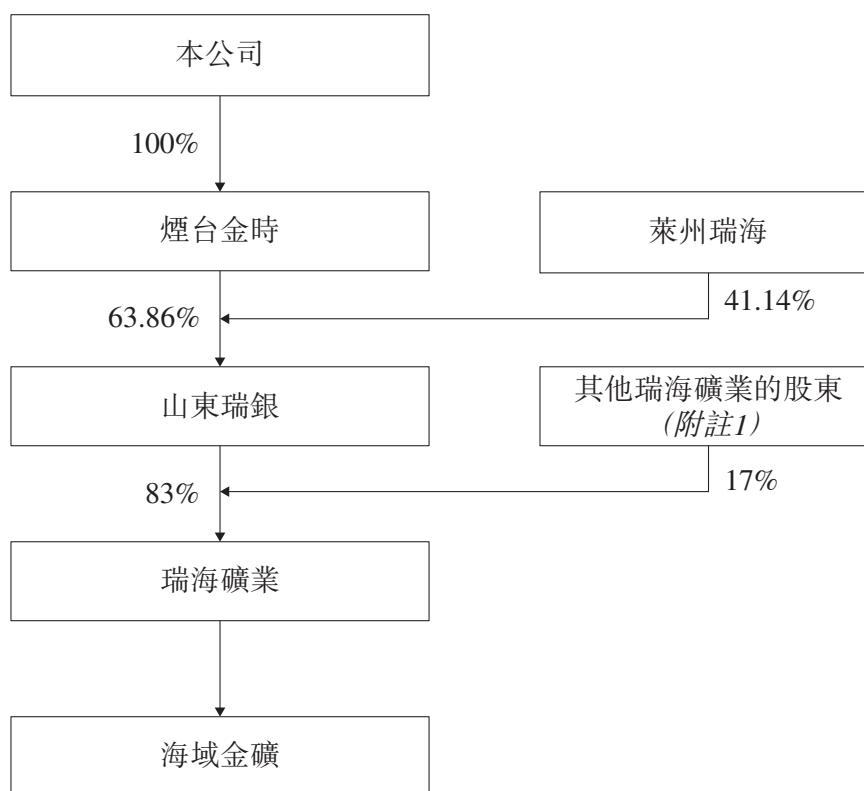 本公司
100%
煙台金時
萊州瑞海
63.86%
41.14%
山東瑞銀
其他瑞海礦業的股東
(附註1)
83%
17%
瑞海礦業
海域金礦